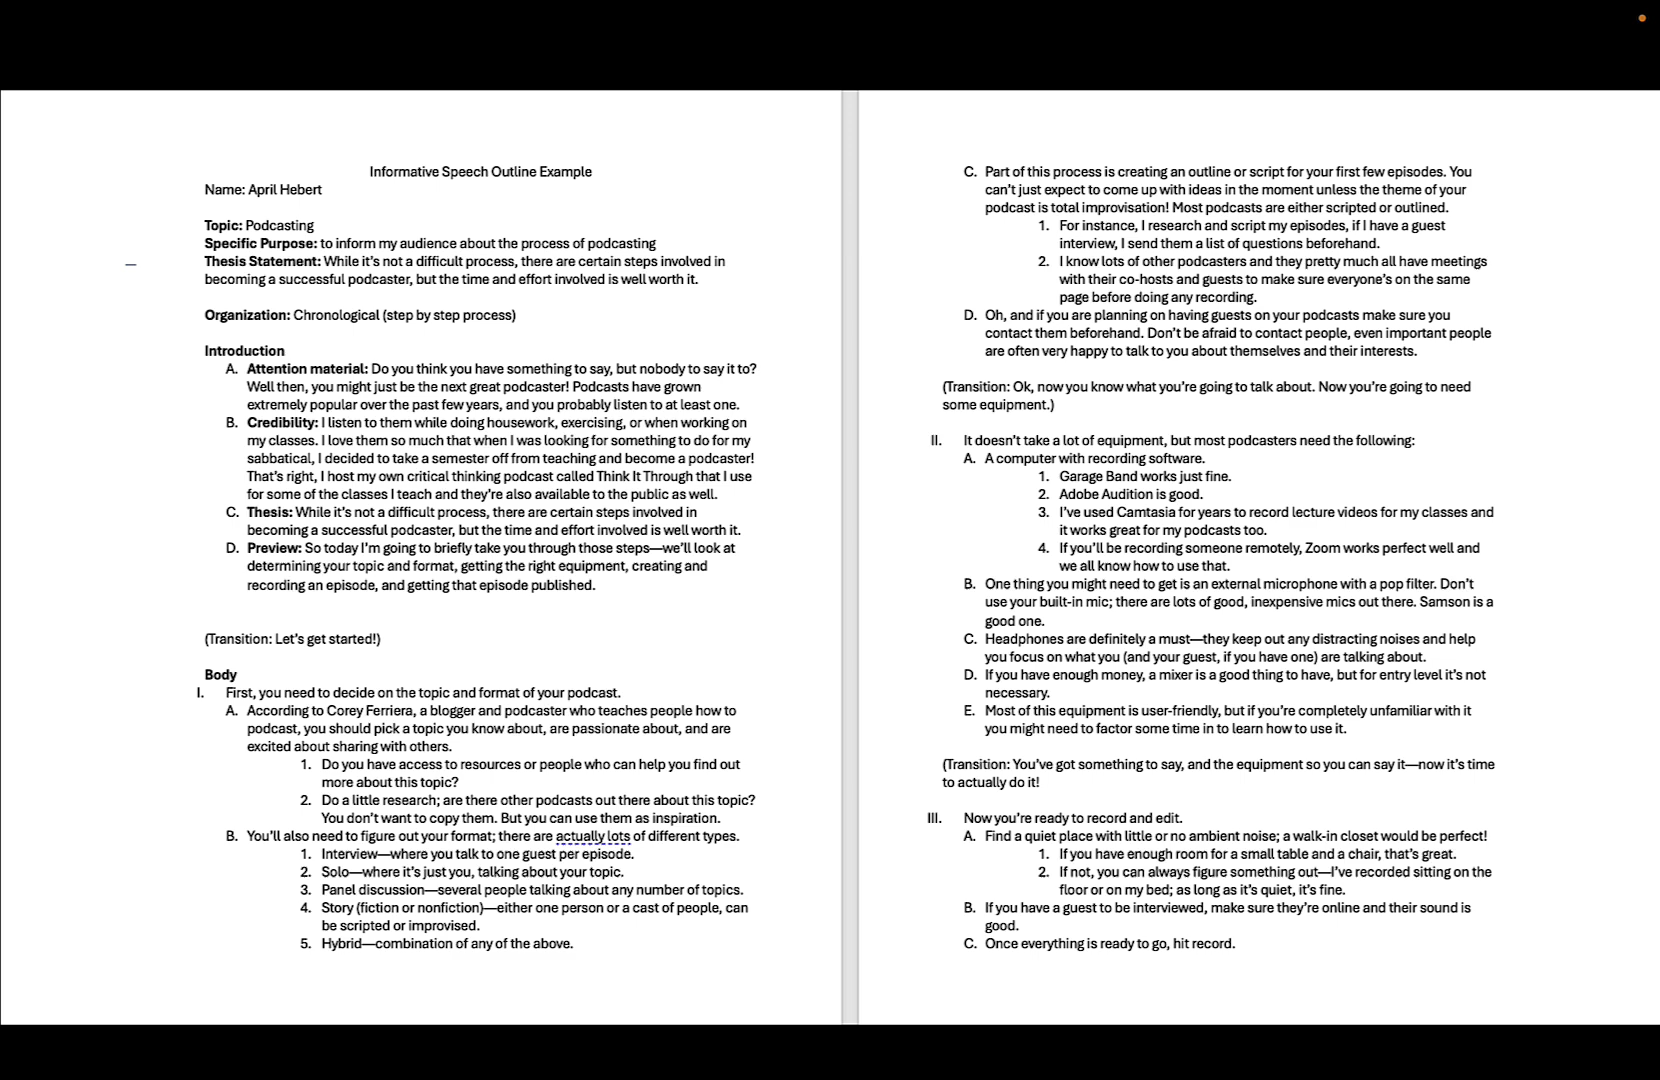 Informative Speech Outline Example
Name: April Hebert
Topic: Podcasting
Specific Purpose: to inform my audience about the process of podcasting
Thesis Statement: While it's not a difficult process, there are certain steps involved in
becoming a successful podcaster, but the time and effort involved is well worth it.
Organization: Chronological (step by step process)
Introduction
A. Attention material: Do you think you have something to say, but nobody to say it to?
Well then, you might just be the next great podcaster! Podcasts have grown
extremely popular over the past few years, and you probably listen to at least one.
B. Credibility: I listen to them while doing housework, exercising, or when working on
my classes. I love them so much that when I was looking for something to do for my
sabbatical, I decided to take a semester off from teaching and become a podcaster!
That's right, I host my own critical thinking podcast called Think It Through that I use
for some of the classes I teach and they're also available to the public as well.
C. Thesis: While it's not a difficult process, there are certain steps involved in
becoming a successful podcaster, but the time and effort involved is well worth it.
D. Preview: So today I'm going to briefly take you through those steps—we'll look at
determining your topic and format, getting the right equipment, creating and
recording an episode, and getting that episode published.
(Transition: Let's get started!)
Body
I. First, you need to decide on the topic and format of your podcast.
A. According to Corey Ferriera, a blogger and podcaster who teaches people how to
podcast, you should pick a topic you know about, are passionate about, and are
excited about sharing with others.
1. Do you have access to resources or people who can help you find out
more about this topic?
2. Do a little research; are there other podcasts out there about this topic?
You don't want to copy them. But you can use them as inspiration.
B. You'll also need to figure out your format; there are actually lots of different types.
1. Interview—where you talk to one guest per episode.
2. Solo—where it's just you, talking about your topic.
3. Panel discussion—several people talking about any number of topics.
4. Story (fiction or nonfiction)—either one person or a cast of people, can
be scripted or improvised.
5. Hybrid—combination of any of the above.
C. Part of this process is creating an outline or script for your first few episodes. You
can't just expect to come up with ideas in the moment unless the theme of your
podcast is total improvisation! Most podcasts are either scripted or outlined.
1. For instance, I research and script my episodes, if I have a guest
interview, I send them a list of questions beforehand.
2. I know lots of other podcasters and they pretty much all have meetings
with their co-hosts and guests to make sure everyone's on the same
page before doing any recording.
D. Oh, and if you are planning on having guests on your podcasts make sure you
contact them beforehand. Don't be afraid to contact people, even important people
are often very happy to talk to you about themselves and their interests.
(Transition: Ok, now you know what you're going to talk about. Now you're going to need
some equipment.)
II. It doesn't take a lot of equipment, but most podcasters need the following:
A. A computer with recording software.
1. Garage Band works just fine.
2. Adobe Audition is good.
3. I've used Camtasia for years to record lecture videos for my classes and
it works great for my podcasts too.
4. If you'll be recording someone remotely, Zoom works perfect well and
we all know how to use that.
B. One thing you might need to get is an external microphone with a pop filter. Don't
use your built-in mic; there are lots of good, inexpensive mics out there. Samson is a
good one.
C. Headphones are definitely a must—they keep out any distracting noises and help
you focus on what you (and your guest, if you have one) are talking about.
D. If you have enough money, a mixer is a good thing to have, but for entry level it's not
necessary.
E. Most of this equipment is user-friendly, but if you're completely unfamiliar with it
you might need to factor some time in to learn how to use it.
(Transition: You've got something to say, and the equipment so you can say it—now it's time
to actually do it!
III. Now you're ready to record and edit.
A. Find a quiet place with little or no ambient noise; a walk-in closet would be perfect!
1. If you have enough room for a small table and a chair, that's great.
2. If not, you can always figure something out—I've recorded sitting on the
floor or on my bed; as long as it's quiet, it's fine.
B. If you have a guest to be interviewed, make sure they're online and their sound is
good.
C. Once everything is ready to go, hit record.